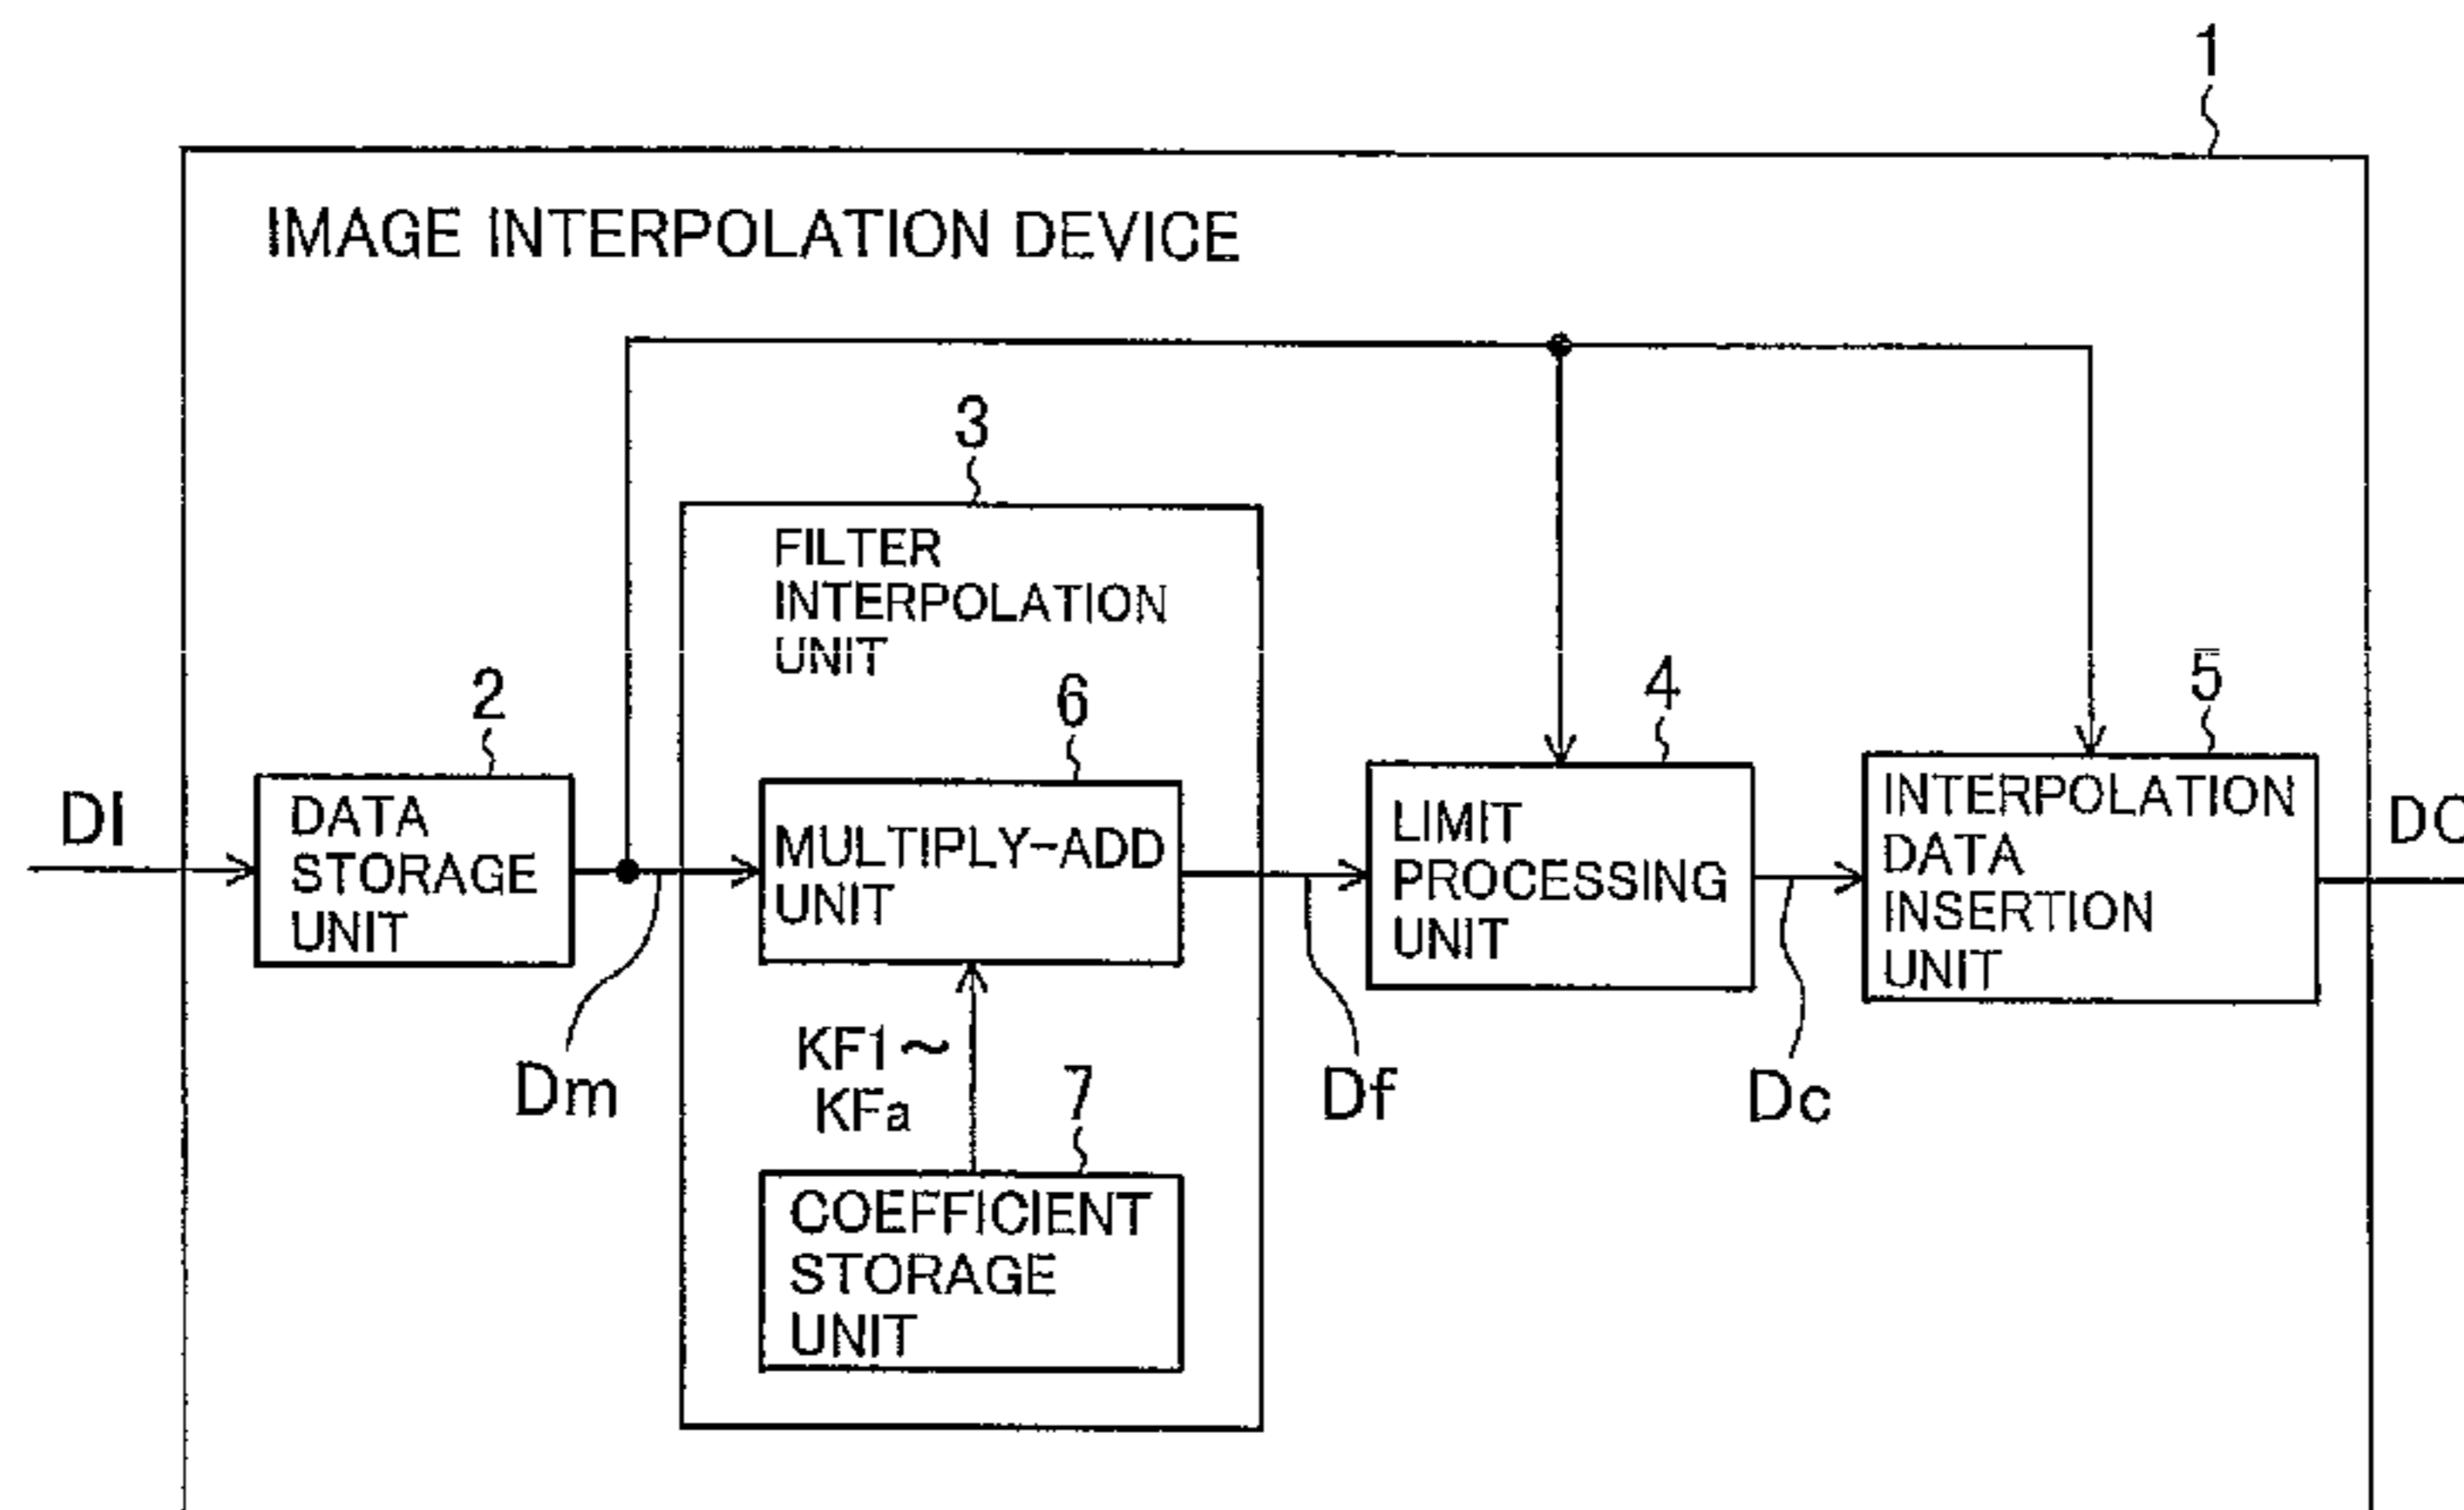 1
IMAGE INTERPOLATION DEVICE
3
FILTER
INTERPOLATION
UNIT
2
6
4
5
DI
DATA
STORAGE
UNIT
MULTIPLY-ADD
UNIT
LIMIT
PROCESSING
UNIT
INTERPOLATION
DATA
INSERTION
UNIT
Dm
KF1~
KFa
7
Df
Dc
COEFFICIENT
STORAGE
UNIT